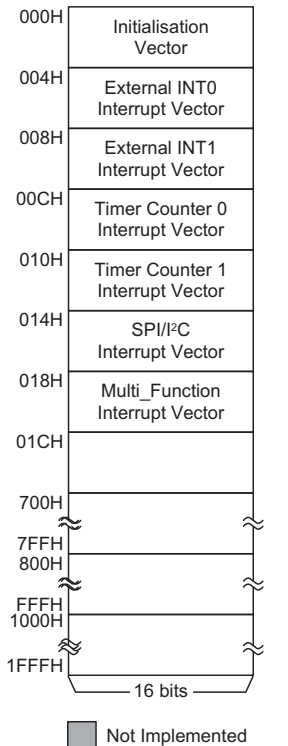 000H
Initialisation
Vector
004H
External INT0
Interrupt Vector
008H
External INT1
Interrupt Vector
00CH
Timer Counter 0
Interrupt Vector
010H
Timer Counter 1
Interrupt Vector
014H
SPI/I²C
Interrupt Vector
018H
Multi_Function
Interrupt Vector
01CH
700H
7FFH
800H
FFFH
1000H
1FFFH
16 bits
Not Implemented